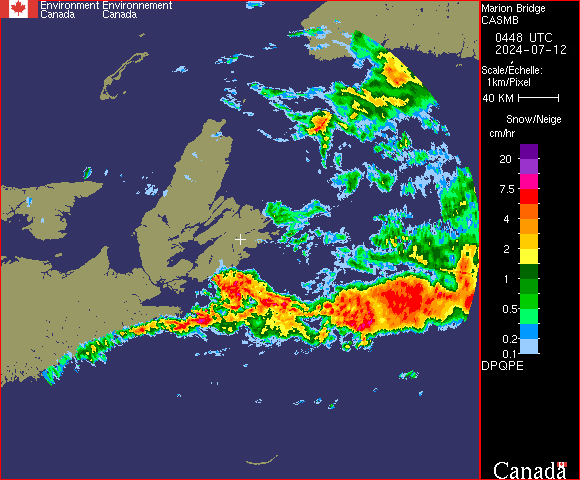 Environment Environnement
Canada Canada
Marion Bridge
CASMB
0448 UTC
2024-07-12
Scale/Échelle:
1km/Pixel
40 KM
Snow/Neige
cm/hr
20
7.5
4
2
1
0.5
0.2
0.1
DPQPE
Canada